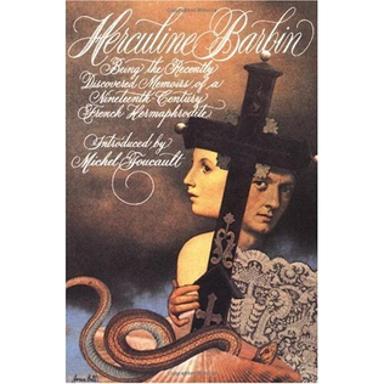 Herculine Barbin
Being the Recently
Discovered Memoirs of a
Nineteenth-Century
French Hermaphrodite
Introduced by
Michel Foucault